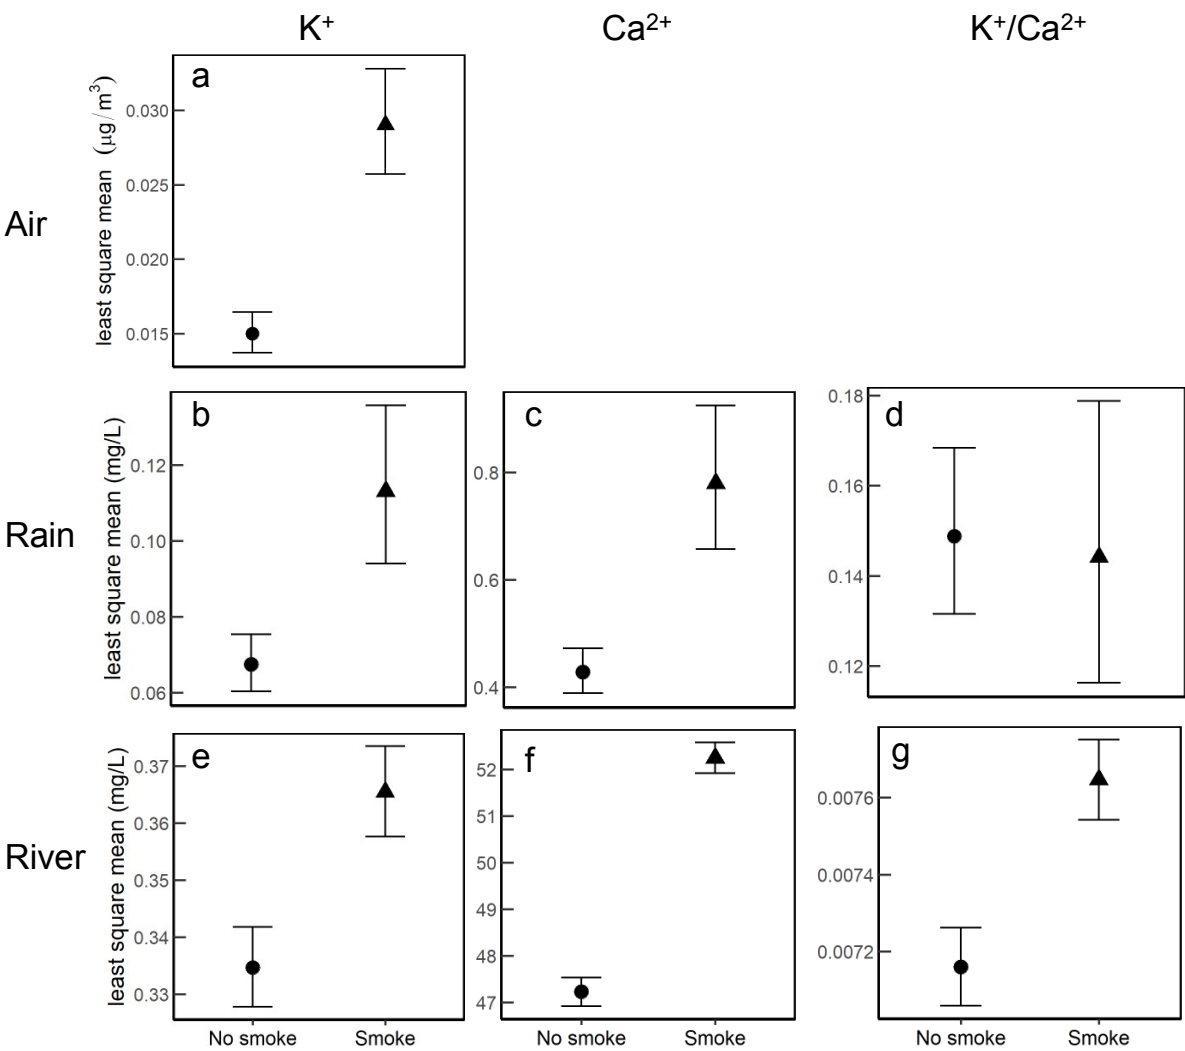 K⁺ Ca²⁺ K⁺/Ca²⁺
Air
least square mean (μg/m³)
a
0.030
0.025
0.020
0.015
Rain
least square mean (mg/L)
b
0.12
0.10
0.08
0.06
c
0.8
0.6
0.4
d
0.18
0.16
0.14
0.12
River
least square mean (mg/L)
e
0.37
0.36
0.35
0.34
0.33
f
52
51
50
49
48
47
g
0.0076
0.0074
0.0072
No smoke Smoke No smoke Smoke No smoke Smoke